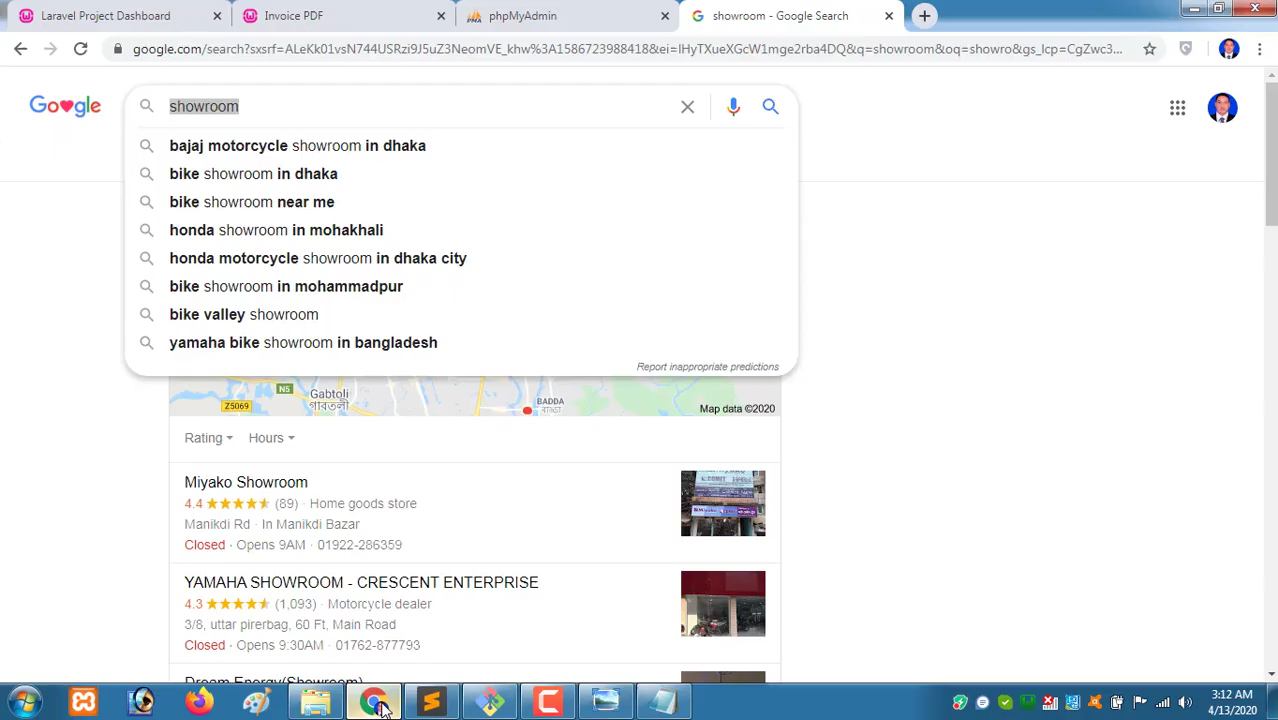 Laravel Project Dashboard
Invoice PDF
phpMyAdmin
showroom - Google Search
google.com/search?sxsrf=ALeKk01vsN744USRzi9J5uZ3NeomVE_khw%3A1586723988418&ei=lHyTXueXGcW1mge2rba4DQ&q=showroom&oq=showro&gs_lcp=CgZwc3...
Google
showroom
bajaj motorcycle showroom in dhaka
bike showroom in dhaka
bike showroom near me
honda showroom in mohakhali
honda motorcycle showroom in dhaka city
bike showroom in mohammadpur
bike valley showroom
yamaha bike showroom in bangladesh
Report inappropriate predictions
N5
Gabtoli
গাবতলী
Z5069
BADDA
বাড্ডা
Map data ©2020
Rating
Hours
Miyako Showroom
4.4 (59) · Home goods store
Manikdi Rd · In Manikdi Bazar
Closed · Opens 9AM · 01922-286359
YAMAHA SHOWROOM - CRESCENT ENTERPRISE
4.3 (1,093) · Motorcycle dealer
3/8, uttar pirerbag, 60 Ft, Main Road
Closed · Opens 9:30AM · 01762-877793
Dream Energy(Showroom)
3:12 AM
4/13/2020